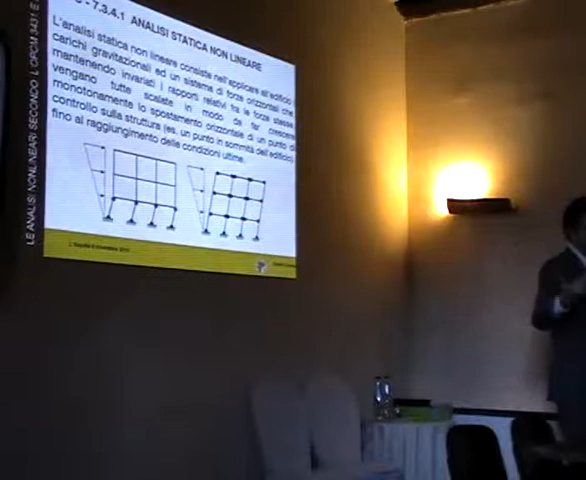 C - 7.3.4.1 ANALISI STATICA NON LINEARE
L'analisi statica non lineare consiste nell'applicare all'edificio i
carichi gravitazionali ed un sistema di forze orizzontali che
mantenendo invariati i rapporti relativi fra le forze stesse,
vengano tutte scalate in modo da far crescere
monotonamente lo spostamento orizzontale di un punto di
controllo sulla struttura (es. un punto in sommità dell'edificio)
fino al raggiungimento delle condizioni ultime.
LE ANALISI NONLINEARI SECONDO L'OPCM 3431 E